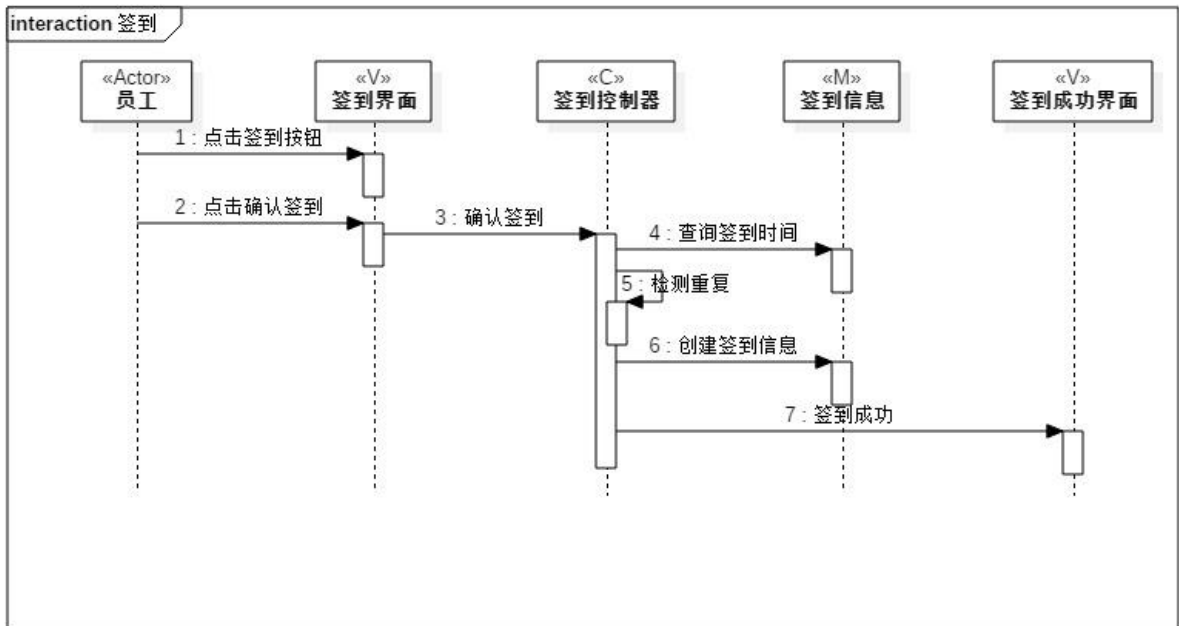 interaction 签到
«Actor»
员工
«V»
签到界面
«C»
签到控制器
«M»
签到信息
«V»
签到成功界面
1 : 点击签到按钮
2 : 点击确认签到
3 : 确认签到
4 : 查询签到时间
5 : 检测重复
6 : 创建签到信息
7 : 签到成功